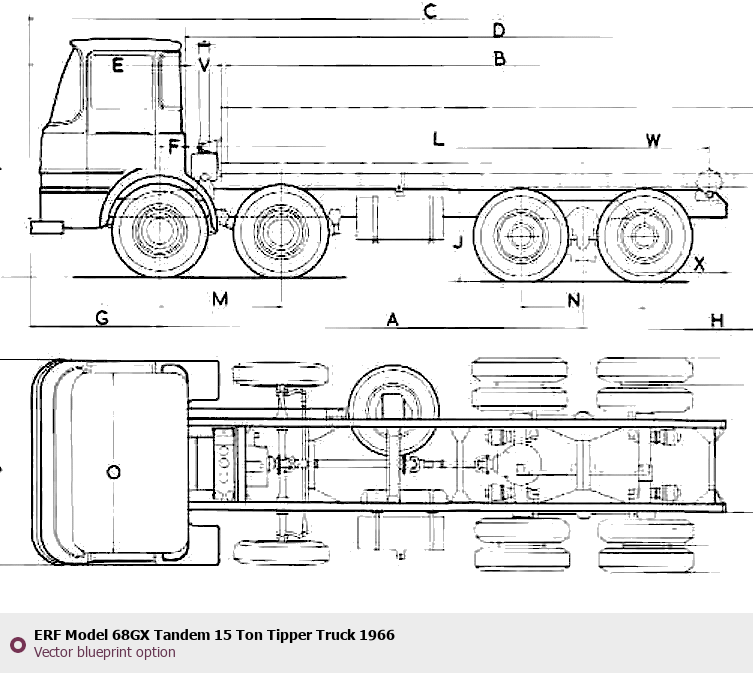 C
D
E V B
F L W
J X
M N
G A H
ERF Model 68GX Tandem 15 Ton Tipper Truck 1966
Vector blueprint option